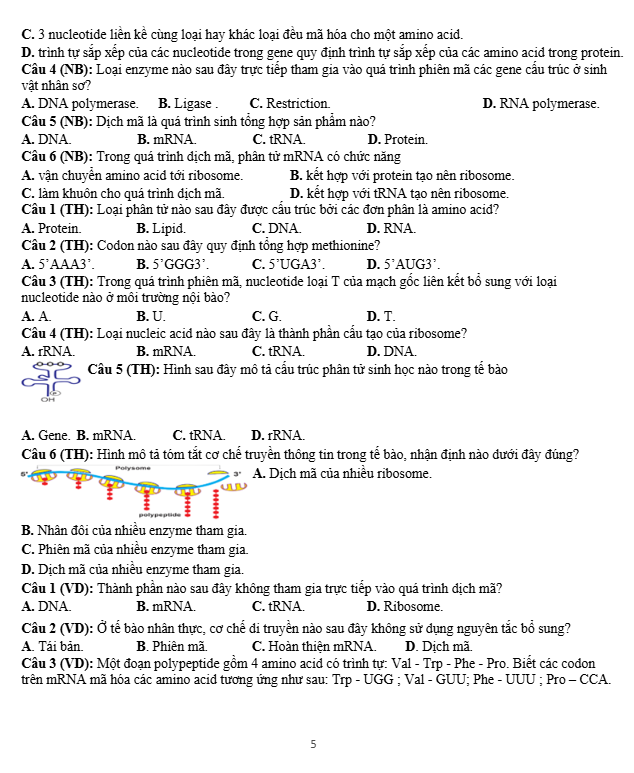 C. 3 nucleotide liền kề cùng loại hay khác loại đều mã hóa cho một amino acid.
D. trình tự sắp xếp của các nucleotide trong gene quy định trình tự sắp xếp của các amino acid trong protein.
Câu 4 (NB): Loại enzyme nào sau đây trực tiếp tham gia vào quá trình phiên mã các gene cấu trúc ở sinh
vật nhân sơ?
A. DNA polymerase. B. Ligase . C. Restriction. D. RNA polymerase.
Câu 5 (NB): Dịch mã là quá trình sinh tổng hợp sản phẩm nào?
A. DNA. B. mRNA. C. tRNA. D. Protein.
Câu 6 (NB): Trong quá trình dịch mã, phân tử mRNA có chức năng
A. vận chuyển amino acid tới ribosome. B. kết hợp với protein tạo nên ribosome.
C. làm khuôn cho quá trình dịch mã. D. kết hợp với tRNA tạo nên ribosome.
Câu 1 (TH): Loại phân tử nào sau đây được cấu trúc bởi các đơn phân là amino acid?
A. Protein. B. Lipid. C. DNA. D. RNA.
Câu 2 (TH): Codon nào sau đây quy định tổng hợp methionine?
A. 5’AAA3’. B. 5’GGG3’. C. 5’UGA3’. D. 5’AUG3’.
Câu 3 (TH): Trong quá trình phiên mã, nucleotide loại T của mạch gốc liên kết bổ sung với loại
nucleotide nào ở môi trường nội bào?
A. A. B. U. C. G. D. T.
Câu 4 (TH): Loại nucleic acid nào sau đây là thành phần cấu tạo của ribosome?
A. rRNA. B. mRNA. C. tRNA. D. DNA.
Câu 5 (TH): Hình sau đây mô tả cấu trúc phân tử sinh học nào trong tế bào
OH
A. Gene. B. mRNA. C. tRNA. D. rRNA.
Câu 6 (TH): Hình mô tả tóm tắt cơ chế truyền thông tin trong tế bào, nhận định nào dưới đây đúng?
Polysome
5' 3' A. Dịch mã của nhiều ribosome.
polypeptide
B. Nhân đôi của nhiều enzyme tham gia.
C. Phiên mã của nhiều enzyme tham gia.
D. Dịch mã của nhiều enzyme tham gia.
Câu 1 (VD): Thành phần nào sau đây không tham gia trực tiếp vào quá trình dịch mã?
A. DNA. B. mRNA. C. tRNA. D. Ribosome.
Câu 2 (VD): Ở tế bào nhân thực, cơ chế di truyền nào sau đây không sử dụng nguyên tắc bổ sung?
A. Tái bản. B. Phiên mã. C. Hoàn thiện mRNA. D. Dịch mã.
Câu 3 (VD): Một đoạn polypeptide gồm 4 amino acid có trình tự: Val - Trp - Phe - Pro. Biết các codon
trên mRNA mã hóa các amino acid tương ứng như sau: Trp - UGG ; Val - GUU; Phe - UUU ; Pro – CCA.
5